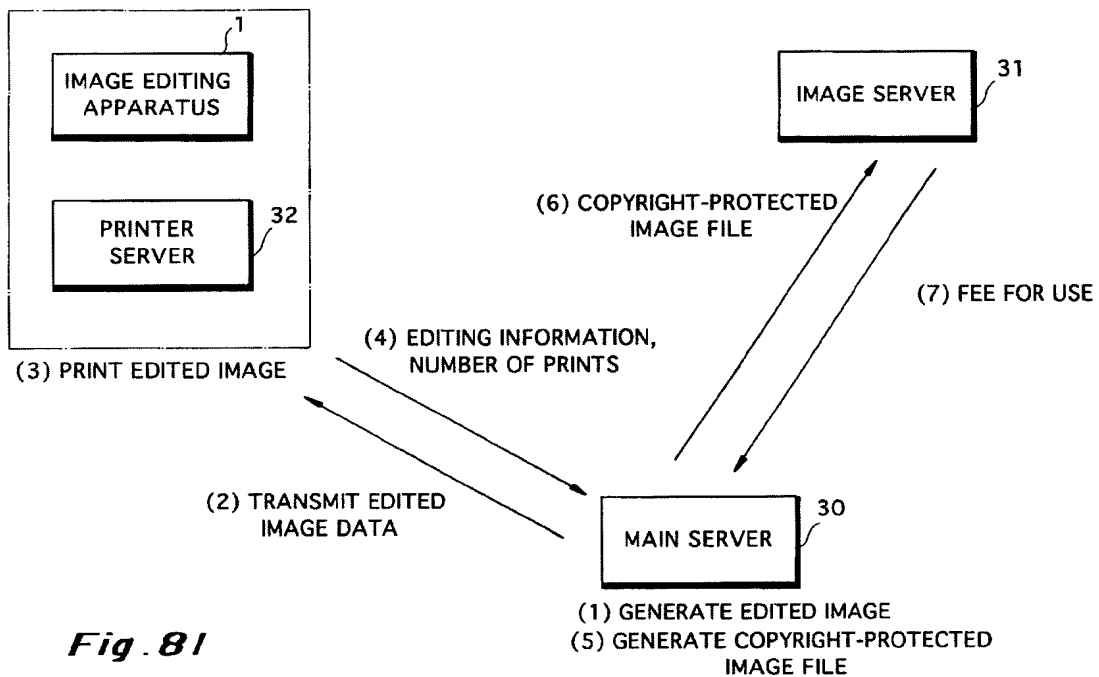 1
IMAGE EDITING
APPARATUS
32
PRINTER
SERVER
(3) PRINT EDITED IMAGE
31
IMAGE SERVER
(6) COPYRIGHT-PROTECTED
IMAGE FILE
(7) FEE FOR USE
(4) EDITING INFORMATION,
NUMBER OF PRINTS
(2) TRANSMIT EDITED
IMAGE DATA
30
MAIN SERVER
(1) GENERATE EDITED IMAGE
(5) GENERATE COPYRIGHT-PROTECTED
IMAGE FILE
Fig. 81